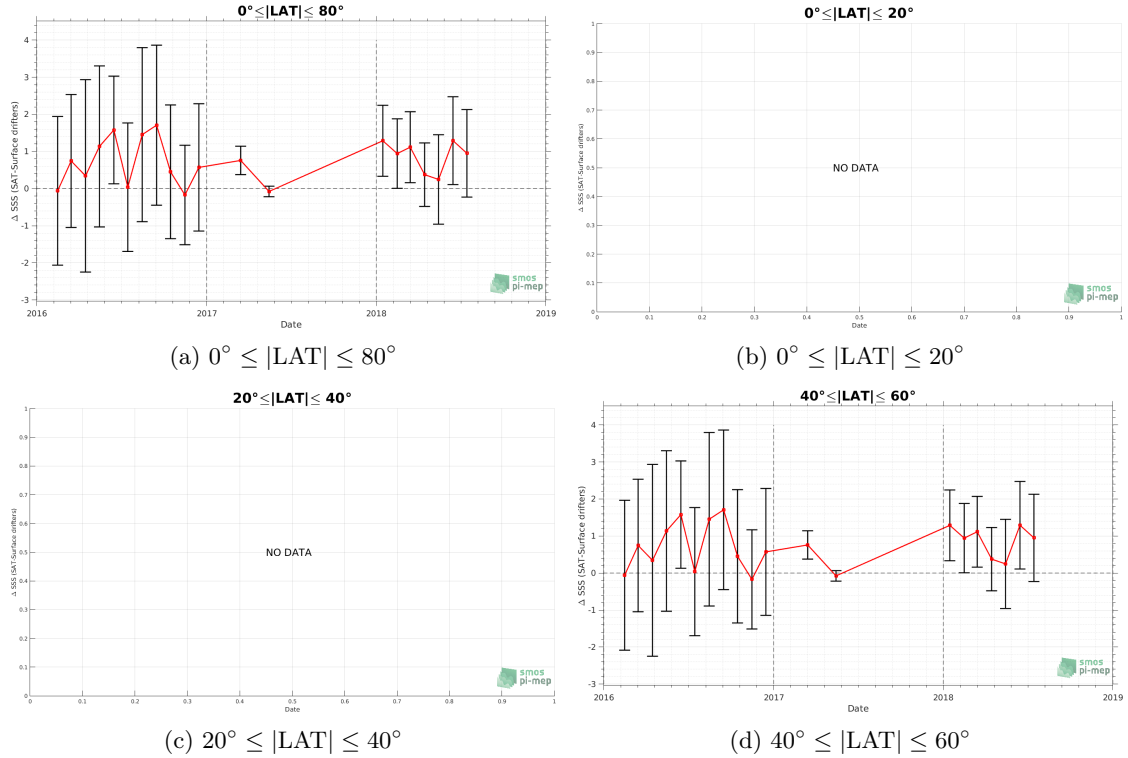 0°≤|LAT|≤ 80°
Δ SSS (SAT-Surface drifters)
4
3
2
1
0
-1
-2
-3
2016 2017 2018 2019
Date
smos
pi-mep
(a) 0° ≤ |LAT| ≤ 80°
0°≤|LAT|≤ 20°
Δ SSS (SAT-Surface drifters)
1
0.9
0.8
0.7
0.6
0.5
0.4
0.3
0.2
0.1
0
NO DATA
0 0.1 0.2 0.3 0.4 0.5 0.6 0.7 0.8 0.9 1
Date
smos
pi-mep
(b) 0° ≤ |LAT| ≤ 20°
20°≤|LAT|≤ 40°
Δ SSS (SAT-Surface drifters)
1
0.9
0.8
0.7
0.6
0.5
0.4
0.3
0.2
0.1
0
NO DATA
0 0.1 0.2 0.3 0.4 0.5 0.6 0.7 0.8 0.9 1
Date
smos
pi-mep
(c) 20° ≤ |LAT| ≤ 40°
40°≤|LAT|≤ 60°
Δ SSS (SAT-Surface drifters)
4
3
2
1
0
-1
-2
-3
2016 2017 2018 2019
Date
smos
pi-mep
(d) 40° ≤ |LAT| ≤ 60°